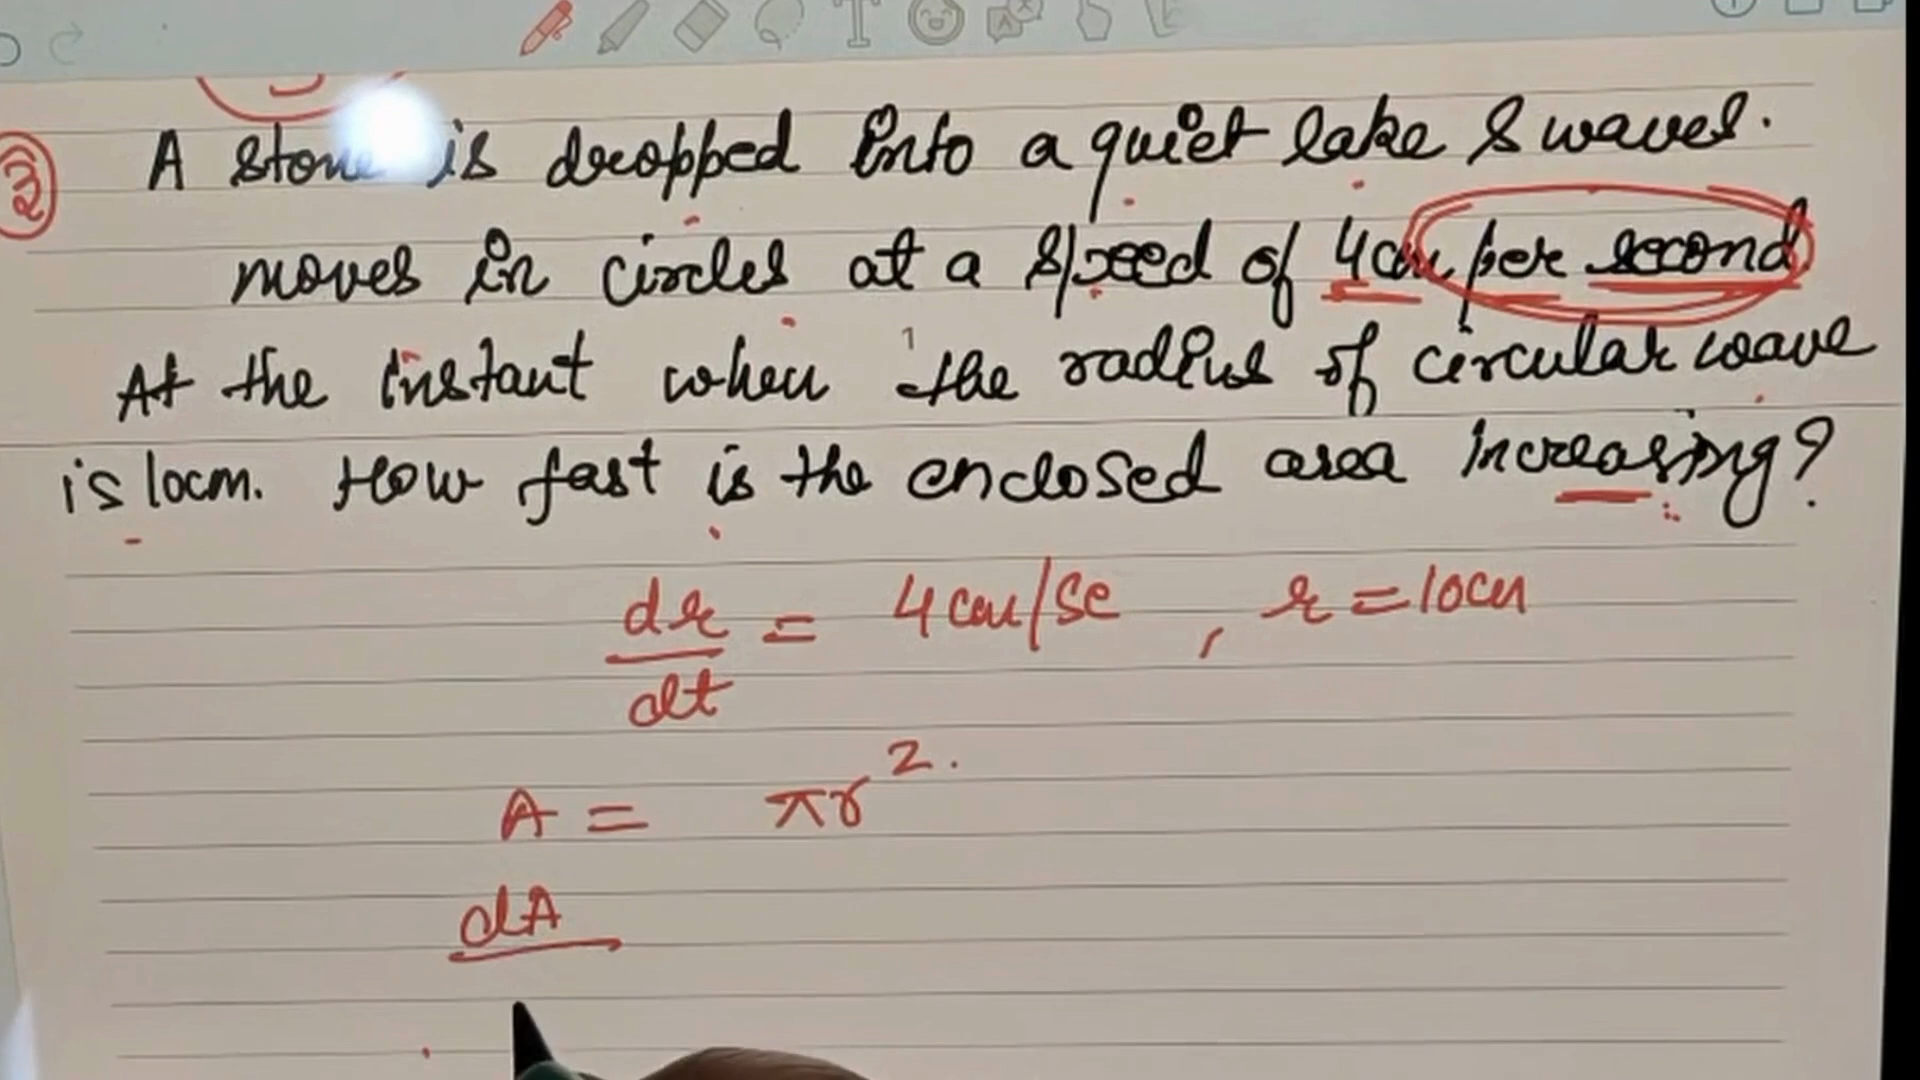 ② A stone is dropped into a quiet lake & waves.
moves in circles at a speed of 4cm per second
At the instant when the radius of circular wave
is 10cm. How fast is the enclosed area increasing?
dr/dt = 4cm/se , r = 10cm
A = πr².
dA